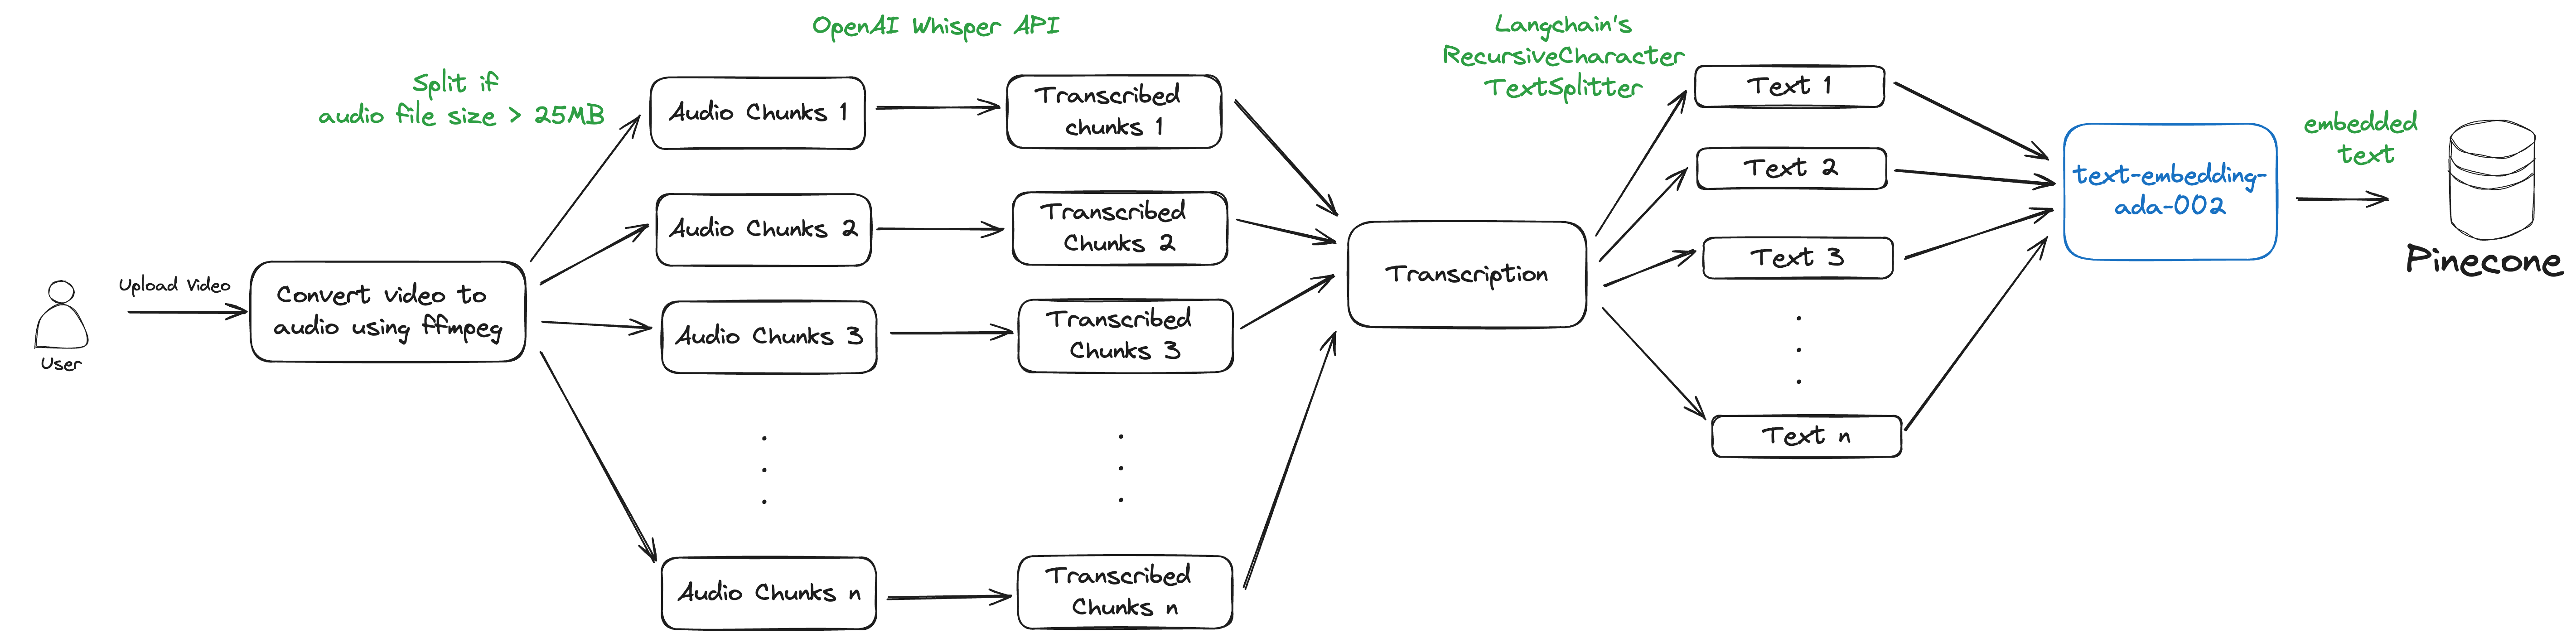 OpenAI Whisper API
Split if
audio file size > 25MB
Upload Video
User
Convert video to
audio using ffmpeg
Audio Chunks 1
Audio Chunks 2
Audio Chunks 3
.
.
.
Audio Chunks n
Transcribed
chunks 1
Transcribed
Chunks 2
Transcribed
Chunks 3
.
.
.
Transcribed
Chunks n
Transcription
Langchain's
RecursiveCharacter
TextSplitter
Text 1
Text 2
Text 3
.
.
.
Text n
text-embedding-
ada-002
embedded
text
Pinecone